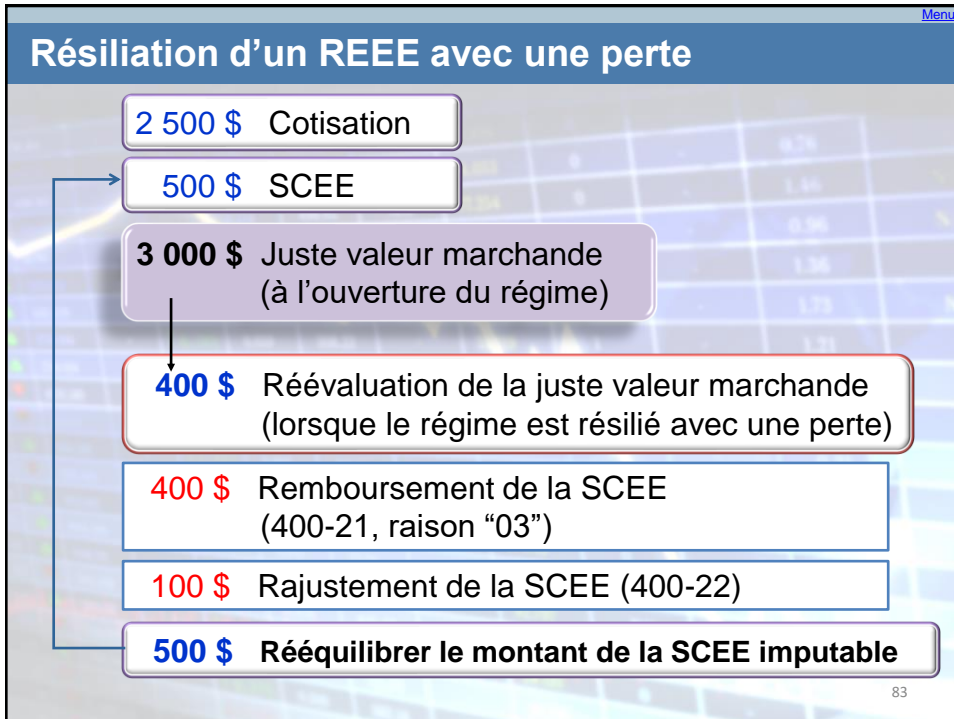 Menu
Résiliation d’un REEE avec une perte
2 500 $ Cotisation
500 $ SCEE
3 000 $ Juste valeur marchande
(à l’ouverture du régime)
400 $ Réévaluation de la juste valeur marchande
(lorsque le régime est résilié avec une perte)
400 $ Remboursement de la SCEE
(400-21, raison “03”)
100 $ Rajustement de la SCEE (400-22)
500 $ Rééquilibrer le montant de la SCEE imputable
83